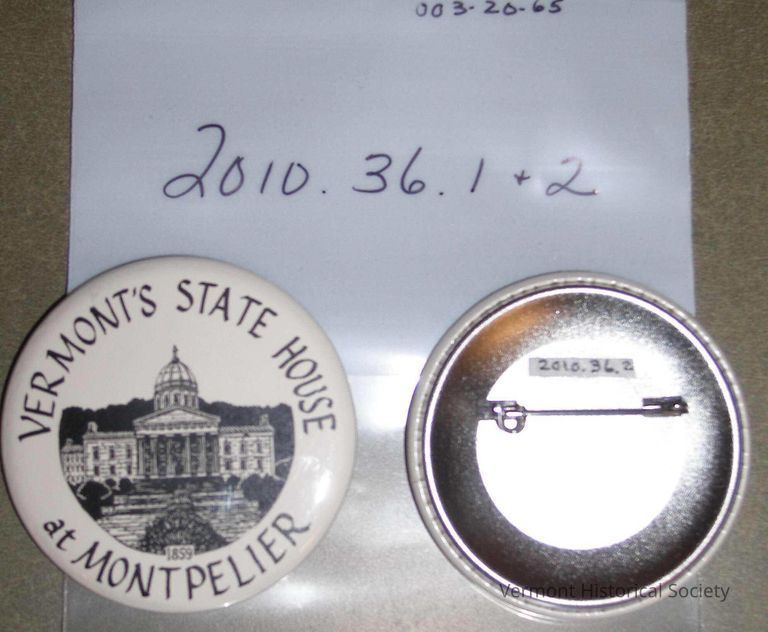 003-20-65
2010.36.1+2
VERMONT'S STATE HOUSE
at MONTPELIER
1859
2010.36.2
Vermont Historical Society